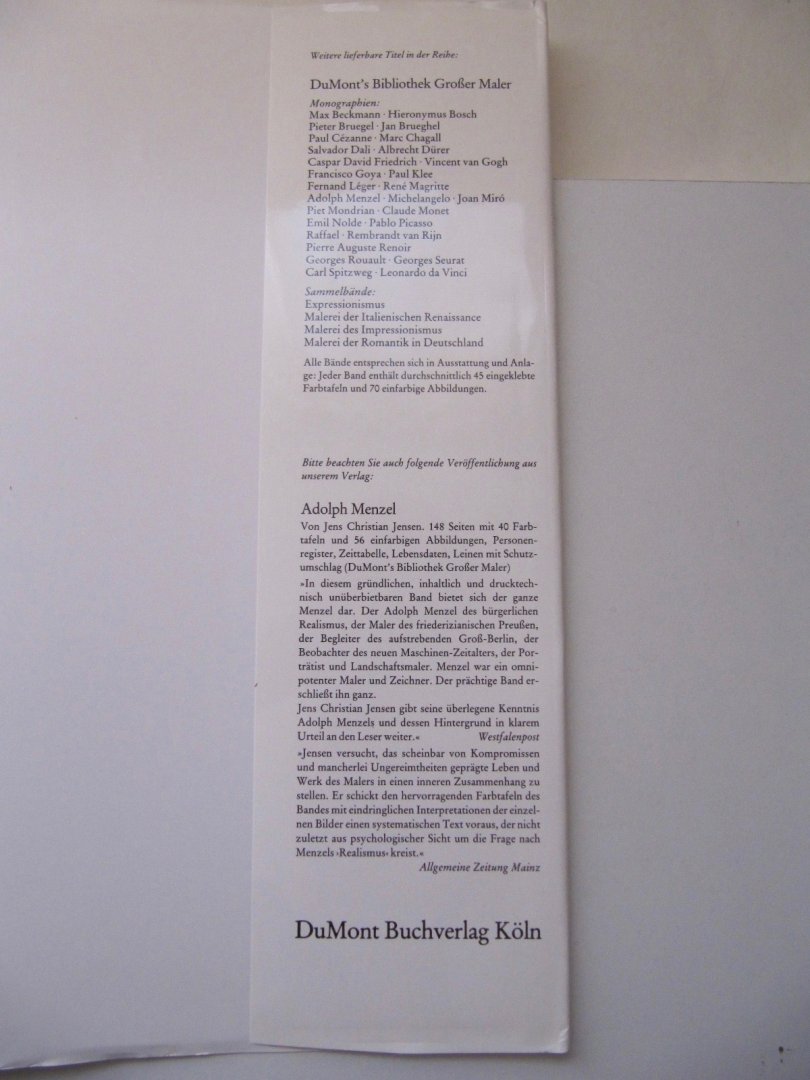 Weitere lieferbare Titel in der Reihe:
DuMont's Bibliothek Großer Maler
Monographien:
Max Beckmann · Hieronymus Bosch
Pieter Bruegel · Jan Brueghel
Paul Cézanne · Marc Chagall
Salvador Dali · Albrecht Dürer
Caspar David Friedrich · Vincent van Gogh
Francisco Goya · Paul Klee
Fernand Léger · René Magritte
Adolph Menzel · Michelangelo · Joan Miró
Piet Mondrian · Claude Monet
Emil Nolde · Pablo Picasso
Raffael · Rembrandt van Rijn
Pierre Auguste Renoir
Georges Rouault · Georges Seurat
Carl Spitzweg · Leonardo da Vinci
Sammelbände:
Expressionismus
Malerei der Italienischen Renaissance
Malerei des Impressionismus
Malerei der Romantik in Deutschland
Alle Bände entsprechen sich in Ausstattung und Anla-
ge: Jeder Band enthält durchschnittlich 45 eingeklebte
Farbtafeln und 70 einfarbige Abbildungen.
Bitte beachten Sie auch folgende Veröffentlichung aus
unserem Verlag:
Adolph Menzel
Von Jens Christian Jensen. 148 Seiten mit 40 Farb-
tafeln und 56 einfarbigen Abbildungen, Personen-
register, Zeittabelle, Lebensdaten, Leinen mit Schutz-
umschlag (DuMont's Bibliothek Großer Maler)
»In diesem gründlichen, inhaltlich und drucktech-
nisch unüberbietbaren Band bietet sich der ganze
Menzel dar. Der Adolph Menzel des bürgerlichen
Realismus, der Maler des friederizianischen Preußen,
der Begleiter des aufstrebenden Groß-Berlin, der
Beobachter des neuen Maschinen-Zeitalters, der Por-
trätist und Landschaftsmaler. Menzel war ein omni-
potenter Maler und Zeichner. Der prächtige Band er-
schließt ihn ganz.
Jens Christian Jensen gibt seine überlegene Kenntnis
Adolph Menzels und dessen Hintergrund in klarem
Urteil an den Leser weiter.« Westfalenpost
»Jensen versucht, das scheinbar von Kompromissen
und mancherlei Ungereimtheiten geprägte Leben und
Werk des Malers in einen inneren Zusammenhang zu
stellen. Er schickt den hervorragenden Farbtafeln des
Bandes mit eindringlichen Interpretationen der einzel-
nen Bilder einen systematischen Text voraus, der nicht
zuletzt aus psychologischer Sicht um die Frage nach
Menzels ›Realismus‹ kreist.«
Allgemeine Zeitung Mainz
DuMont Buchverlag Köln